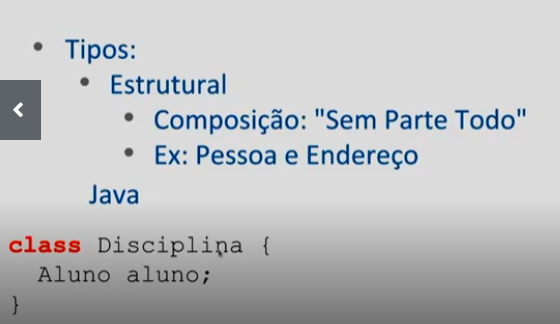 Tipos:
Estrutural
Composição: "Sem Parte Todo"
Ex: Pessoa e Endereço
Java
class Disciplina {
Aluno aluno;
}